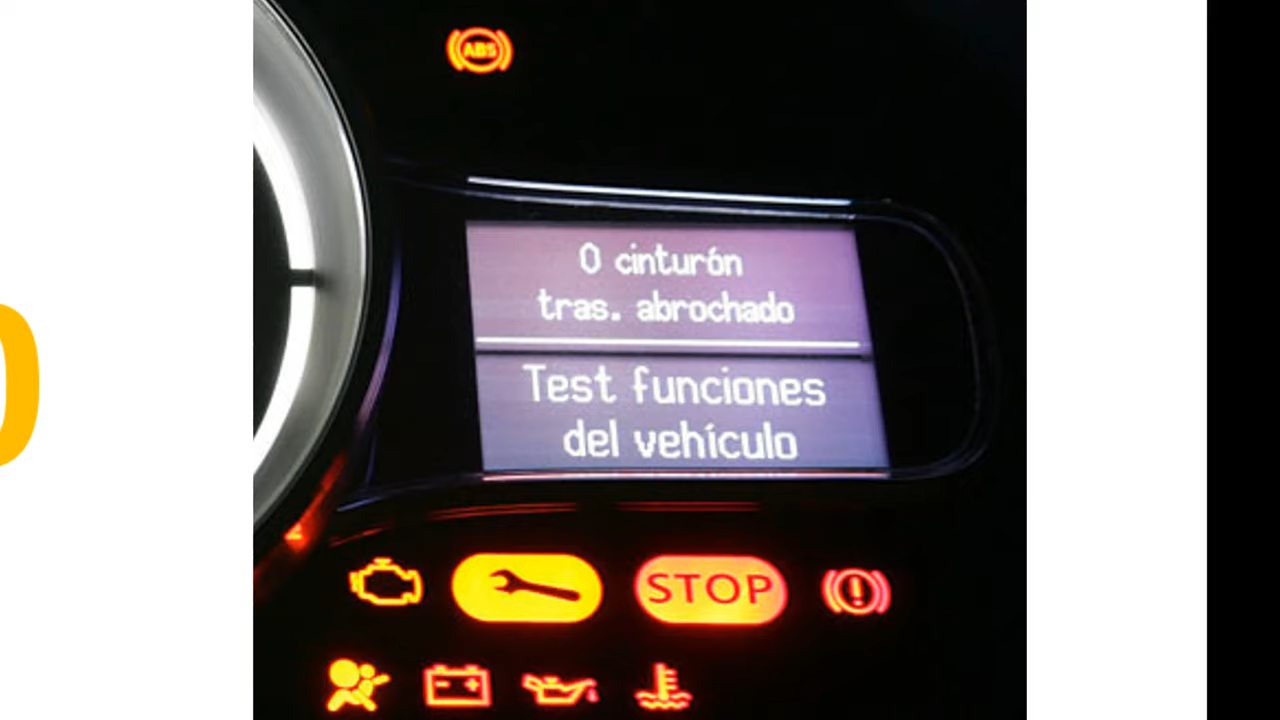 ABS
0 cinturón
tras. abrochado
Test funciones
del vehículo
STOP